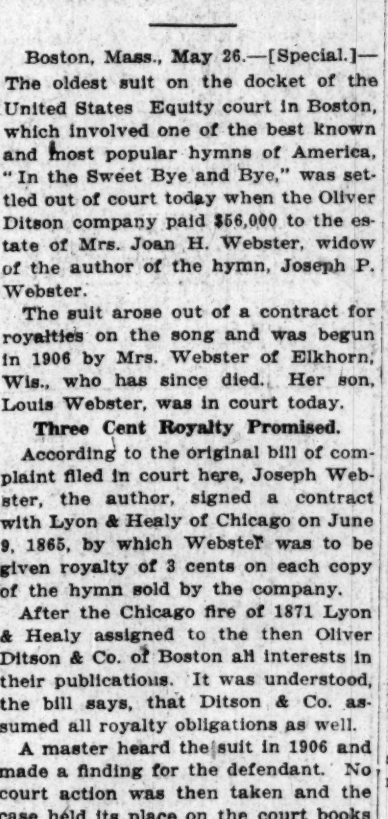 Boston, Mass., May 26.—[Special.]—
The oldest suit on the docket of the
United States Equity court in Boston,
which involved one of the best known
and most popular hymns of America,
"In the Sweet Bye and Bye," was set-
tled out of court today when the Oliver
Ditson company paid $56,000 to the es-
tate of Mrs. Joan H. Webster, widow
of the author of the hymn, Joseph P.
Webster.
The suit arose out of a contract for
royalties on the song and was begun
in 1906 by Mrs. Webster of Elkhorn,
Wis., who has since died. Her son,
Louis Webster, was in court today.
Three Cent Royalty Promised.
According to the original bill of com-
plaint filed in court here, Joseph Web-
ster, the author, signed a contract
with Lyon & Healy of Chicago on June
9, 1865, by which Webster was to be
given royalty of 3 cents on each copy
of the hymn sold by the company.
After the Chicago fire of 1871 Lyon
& Healy assigned to the then Oliver
Ditson & Co. of Boston all interests in
their publications. It was understood,
the bill says, that Ditson & Co. as-
sumed all royalty obligations as well.
A master heard the suit in 1906 and
made a finding for the defendant. No
court action was then taken and the
case held its place on the court books